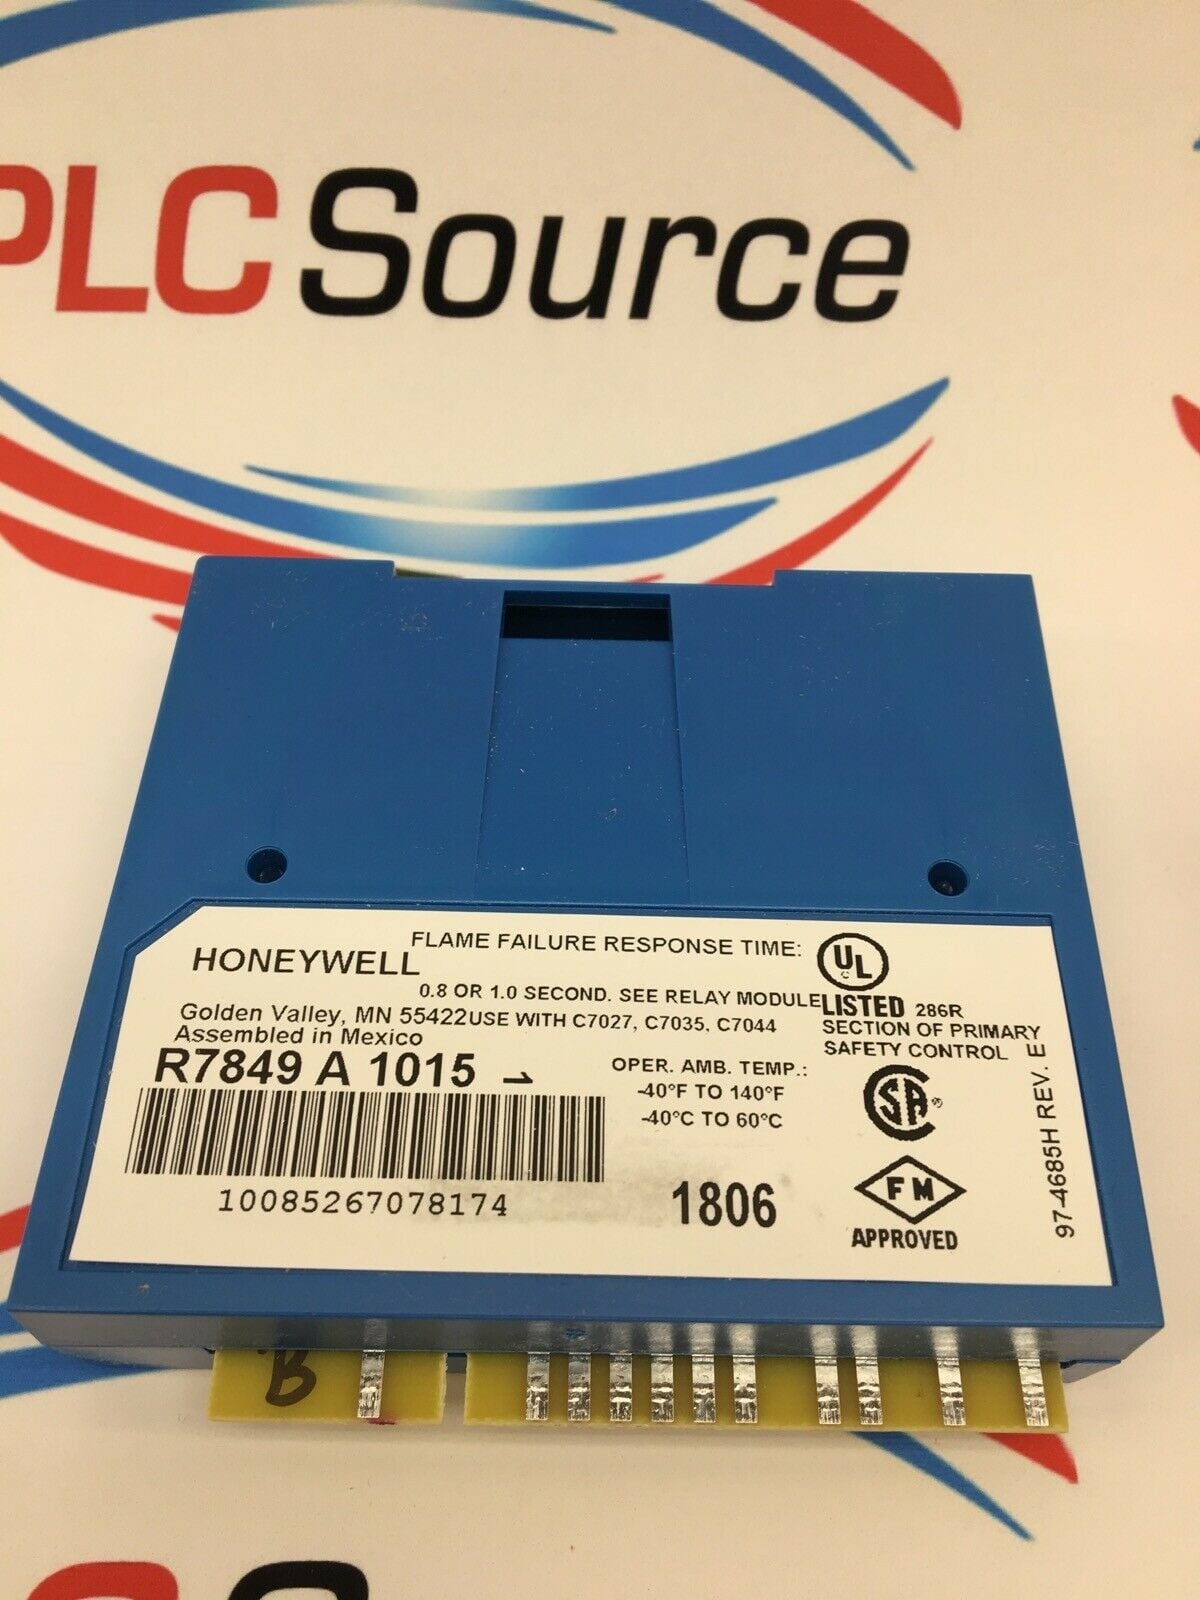 PLC Source
FLAME FAILURE RESPONSE TIME:
HONEYWELL
0.8 OR 1.0 SECOND. SEE RELAY MODULE
Golden Valley, MN 55422 USE WITH C7027, C7035, C7044
Assembled in Mexico
R7849 A 1015
OPER. AMB. TEMP.:
-40°F TO 140°F
-40°C TO 60°C
10085267078174
1806
UL
C
LISTED 286R
SECTION OF PRIMARY
SAFETY CONTROL
SA
FM
APPROVED
97-4685H REV. E
B